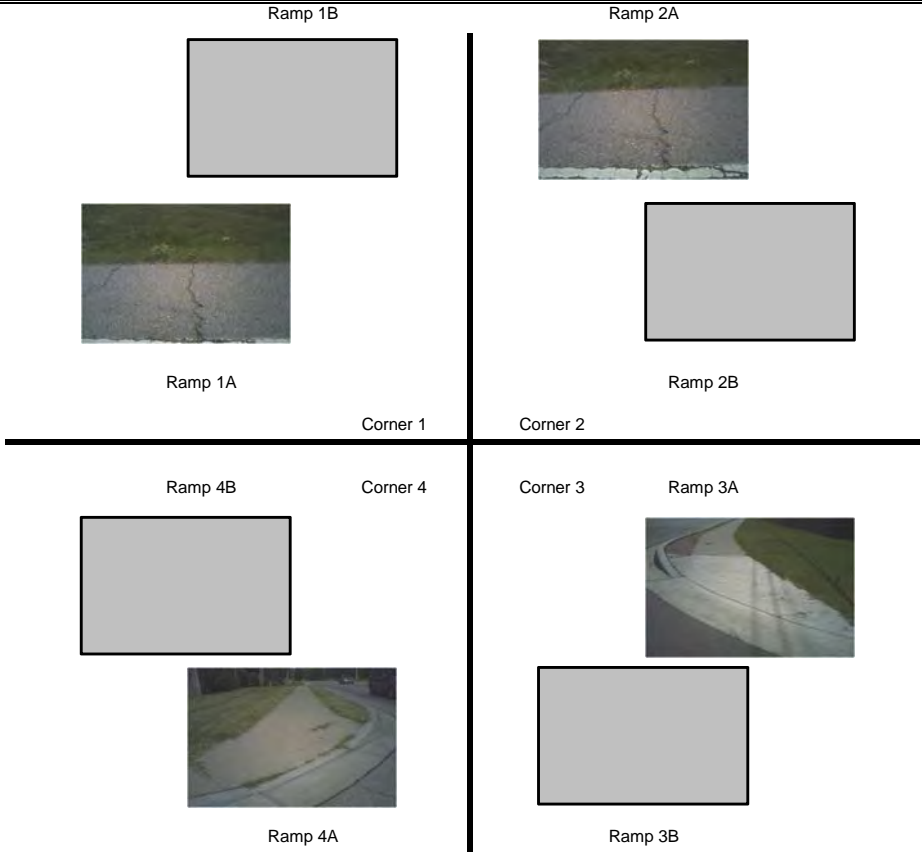 Ramp 1B Ramp 2A
Ramp 1A Ramp 2B
Corner 1 Corner 2
Ramp 4B Corner 4 Corner 3 Ramp 3A
Ramp 4A Ramp 3B